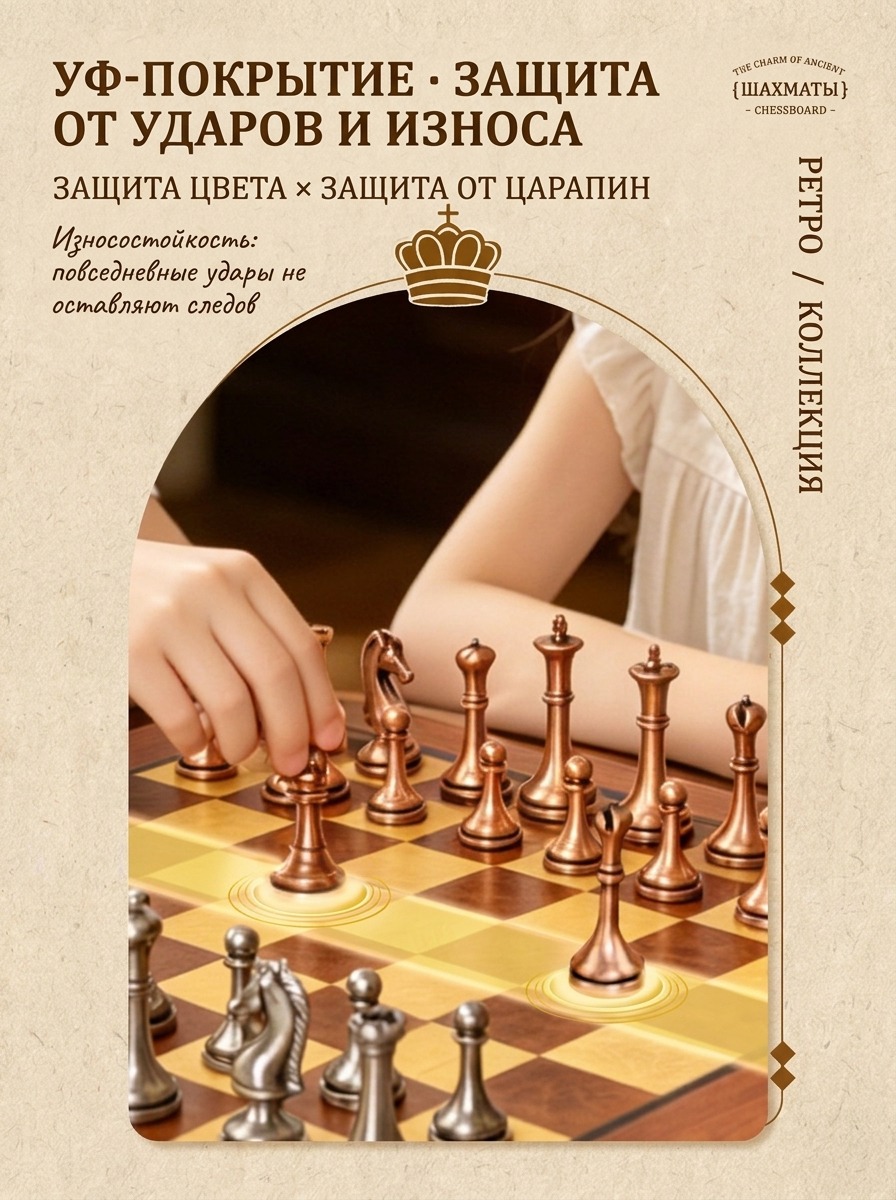 УФ-ПОКРЫТИЕ · ЗАЩИТА
ОТ УДАРОВ И ИЗНОСА
ЗАЩИТА ЦВЕТА × ЗАЩИТА ОТ ЦАРАПИН
Износостойкость:
повседневные удары не
оставляют следов
THE CHARM OF ANCIENT
{ШАХМАТЫ}
- CHESSBOARD -
РЕТРО / КОЛЛЕКЦИЯ